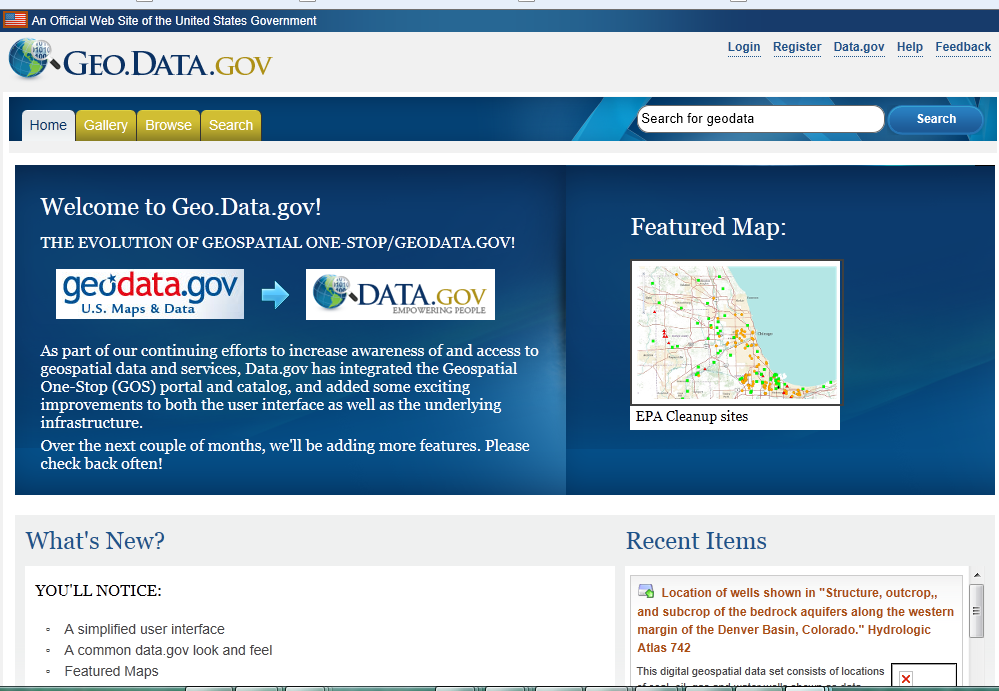 An Official Web Site of the United States Government
GEO.DATA.GOV
Login Register Data.gov Help Feedback
Home Gallery Browse Search
Search for geodata Search
Welcome to Geo.Data.gov!
THE EVOLUTION OF GEOSPATIAL ONE-STOP/GEODATA.GOV!
geodata.gov
U.S. Maps & Data
DATA.GOV
EMPOWERING PEOPLE
As part of our continuing efforts to increase awareness of and access to
geospatial data and services, Data.gov has integrated the Geospatial
One-Stop (GOS) portal and catalog, and added some exciting
improvements to both the user interface as well as the underlying
infrastructure.
Over the next couple of months, we'll be adding more features. Please
check back often!
Featured Map:
Chicago
EPA Cleanup sites
What's New?
YOU'LL NOTICE:
◦ A simplified user interface
◦ A common data.gov look and feel
◦ Featured Maps
Recent Items
Location of wells shown in "Structure, outcrop,,
and subcrop of the bedrock aquifers along the western
margin of the Denver Basin, Colorado." Hydrologic
Atlas 742
This digital geospatial data set consists of locations